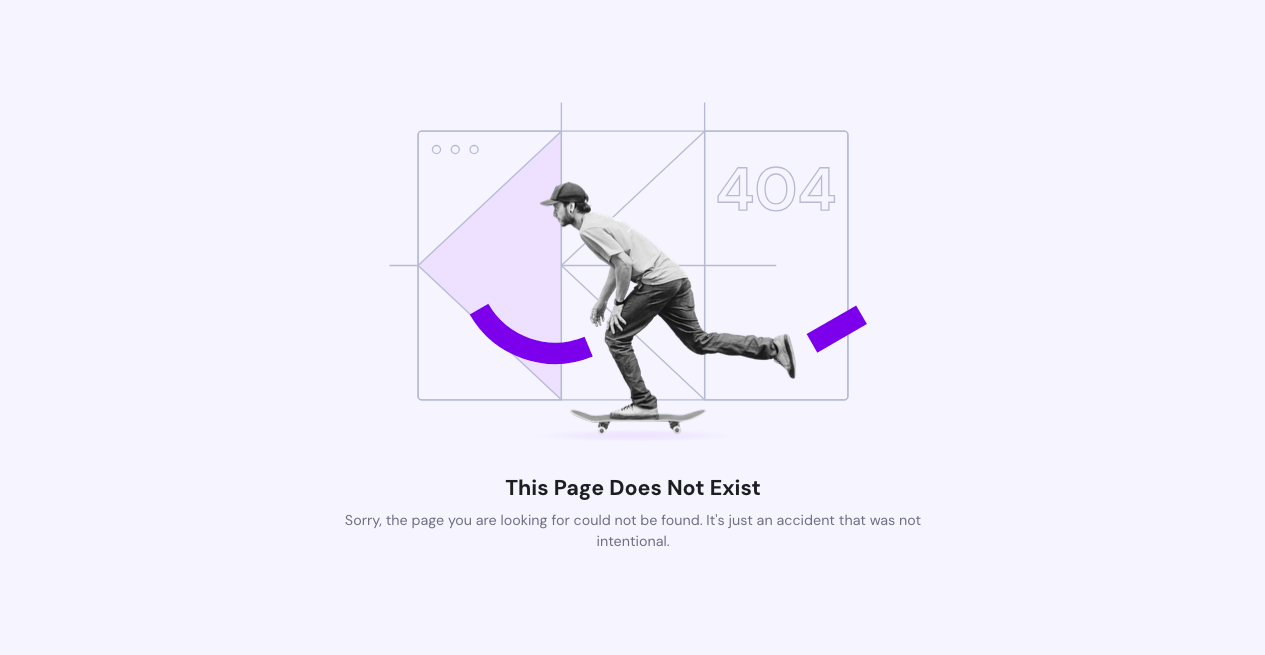 404
This Page Does Not Exist
Sorry, the page you are looking for could not be found. It's just an accident that was not
intentional.